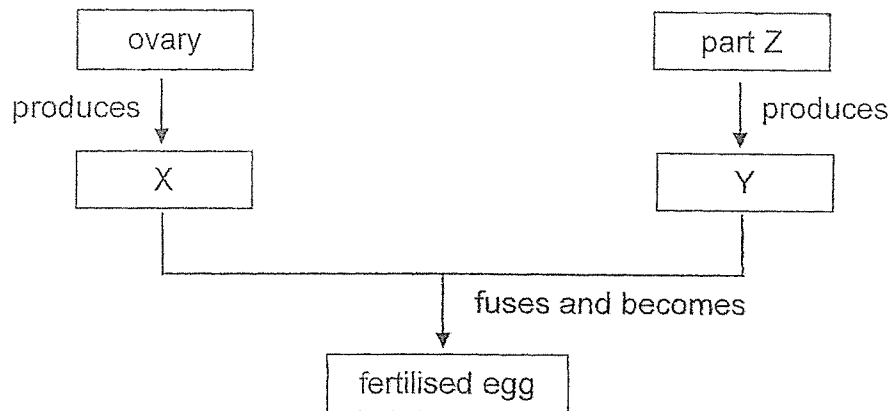 ovary
part Z
produces
produces
X
Y
fuses and becomes
fertilised egg